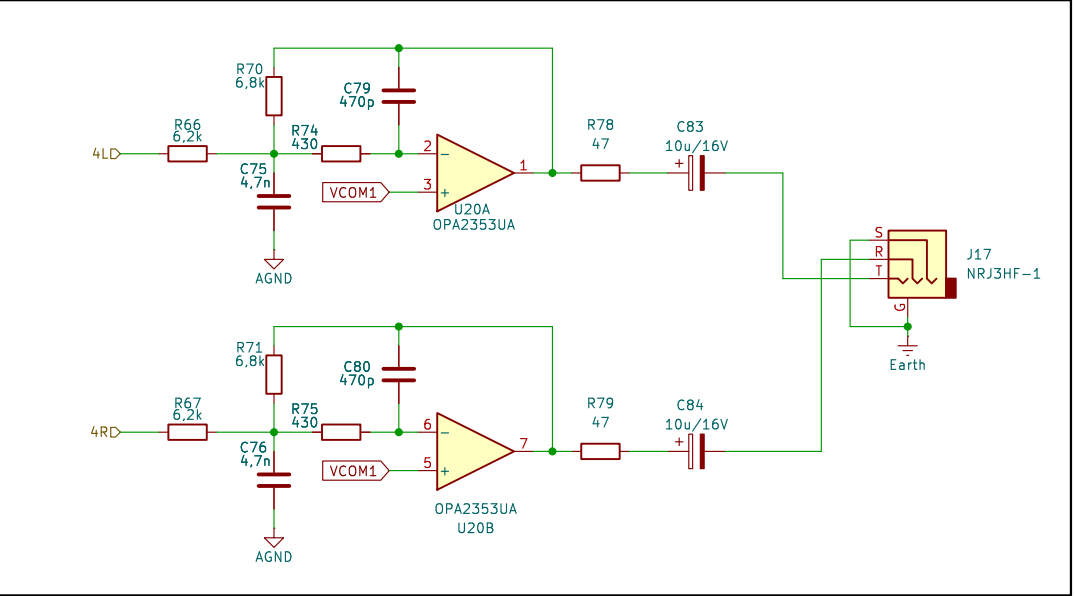 R70
6,8k
C79
470p
R66
6,2k
R74
430
4L
C75
4,7n
VCOM1
2
3
1
U20A
OPA2353UA
AGND
R78
47
C83
10u/16V
+
S
R
T
G
J17
NRJ3HF-1
Earth
R71
6,8k
C80
470p
R67
6,2k
R75
430
4R
C76
4,7n
VCOM1
6
5
7
OPA2353UA
U20B
AGND
R79
47
C84
10u/16V
+